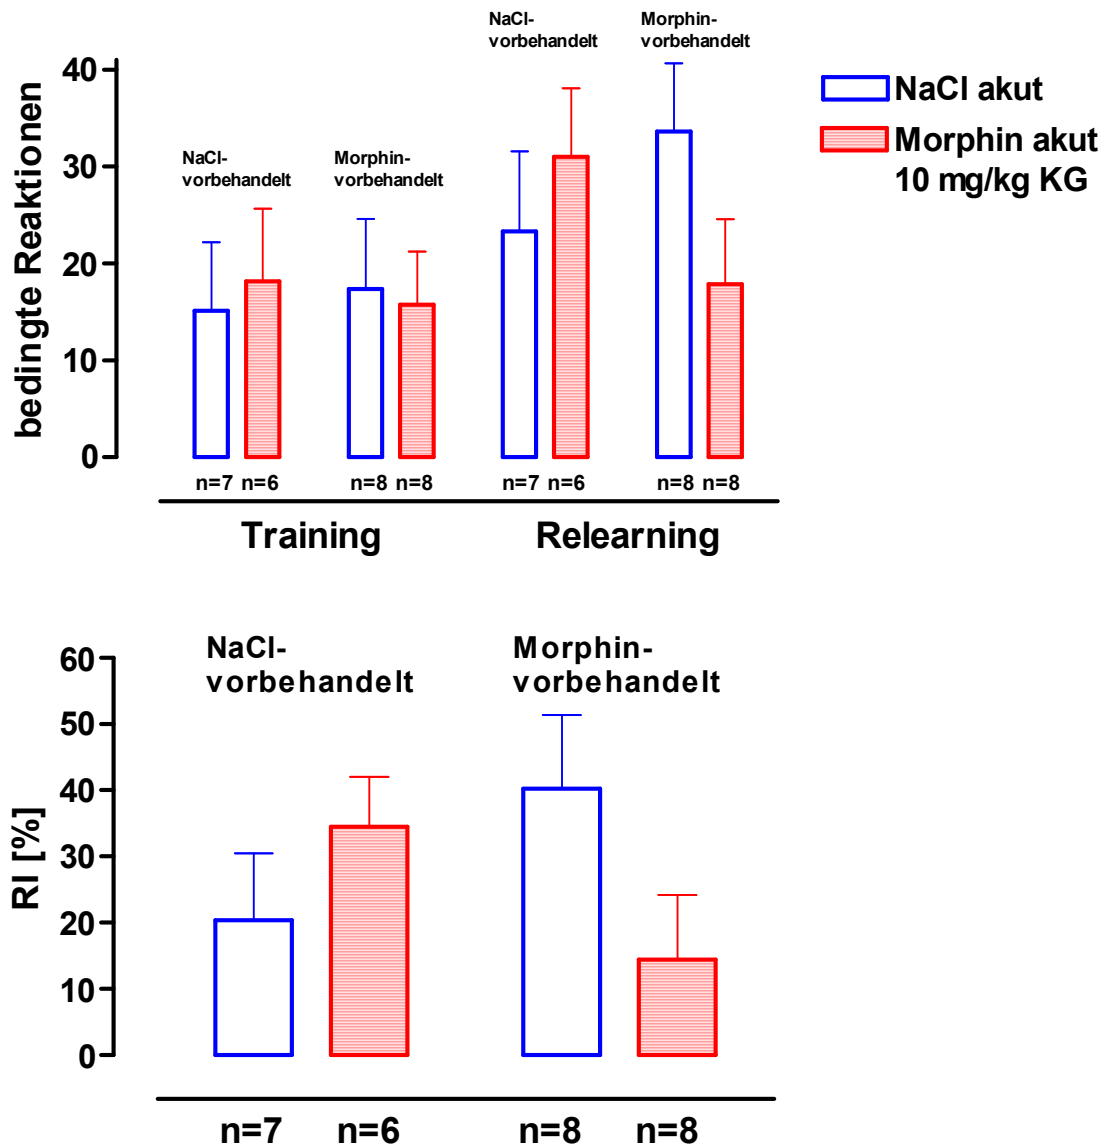 NaCl-
vorbehandelt
Morphin-
vorbehandelt
NaCl akut
Morphin akut
10 mg/kg KG
bedingte Reaktionen
40
30
20
10
0
NaCl-
vorbehandelt
Morphin-
vorbehandelt
n=7 n=6 n=8 n=8 n=7 n=6 n=8 n=8
Training Relearning
NaCl-
vorbehandelt
Morphin-
vorbehandelt
RI [%]
60
50
40
30
20
10
0
n=7 n=6 n=8 n=8